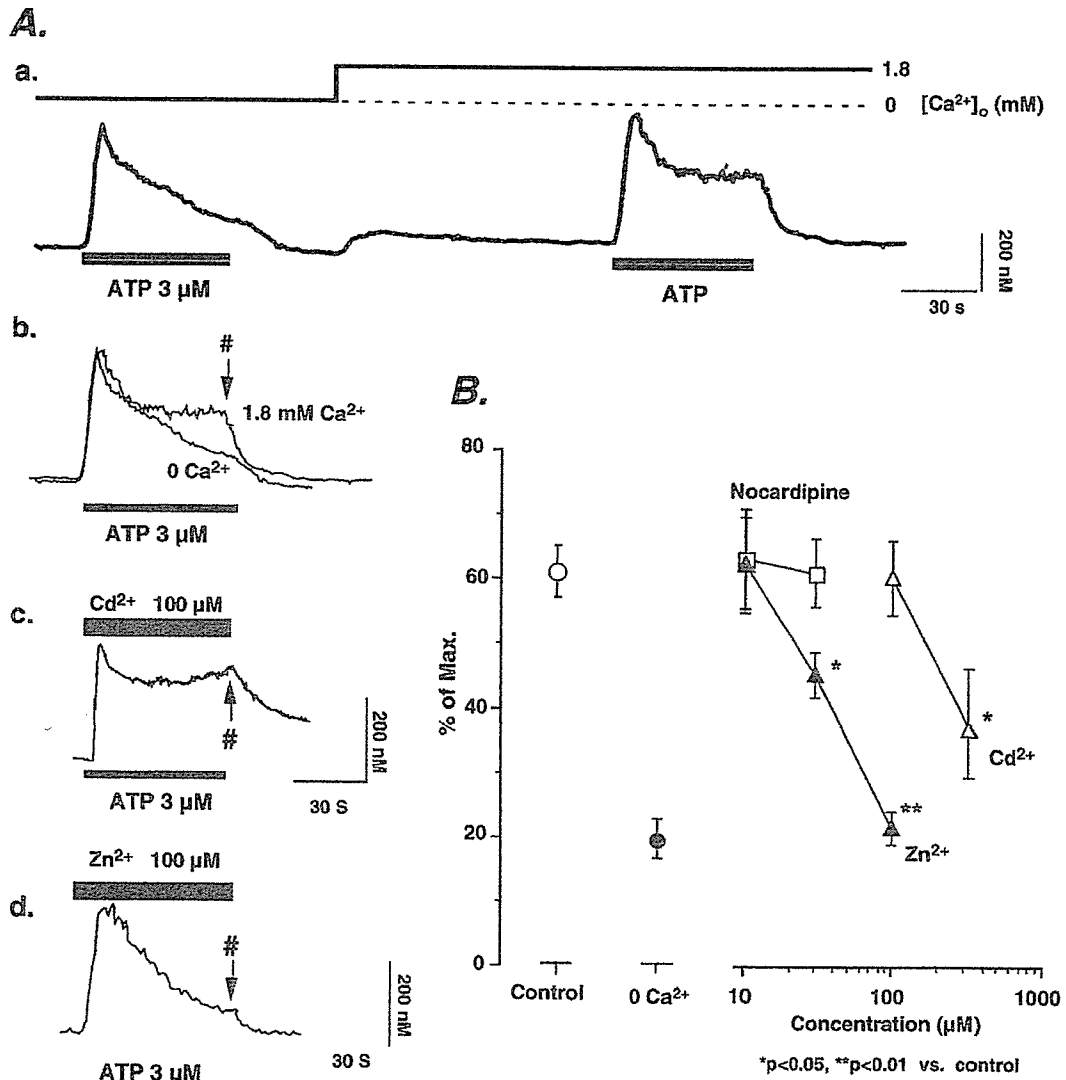 A.
a.
1.8
0 [Ca²⁺]ₒ (mM)
ATP 3 µM
ATP
200 nM
30 s
b.
#
1.8 mM Ca²⁺
0 Ca²⁺
ATP 3 µM
c.
Cd²⁺ 100 µM
#
ATP 3 µM
200 nM
30 S
d.
Zn²⁺ 100 µM
#
ATP 3 µM
200 nM
30 S
B.
80
60
40
20
0
% of Max.
Nocardipine
*
*
Cd²⁺
**
Zn²⁺
Control
0 Ca²⁺
10
100
1000
Concentration (µM)
*p<0.05, **p<0.01 vs. control